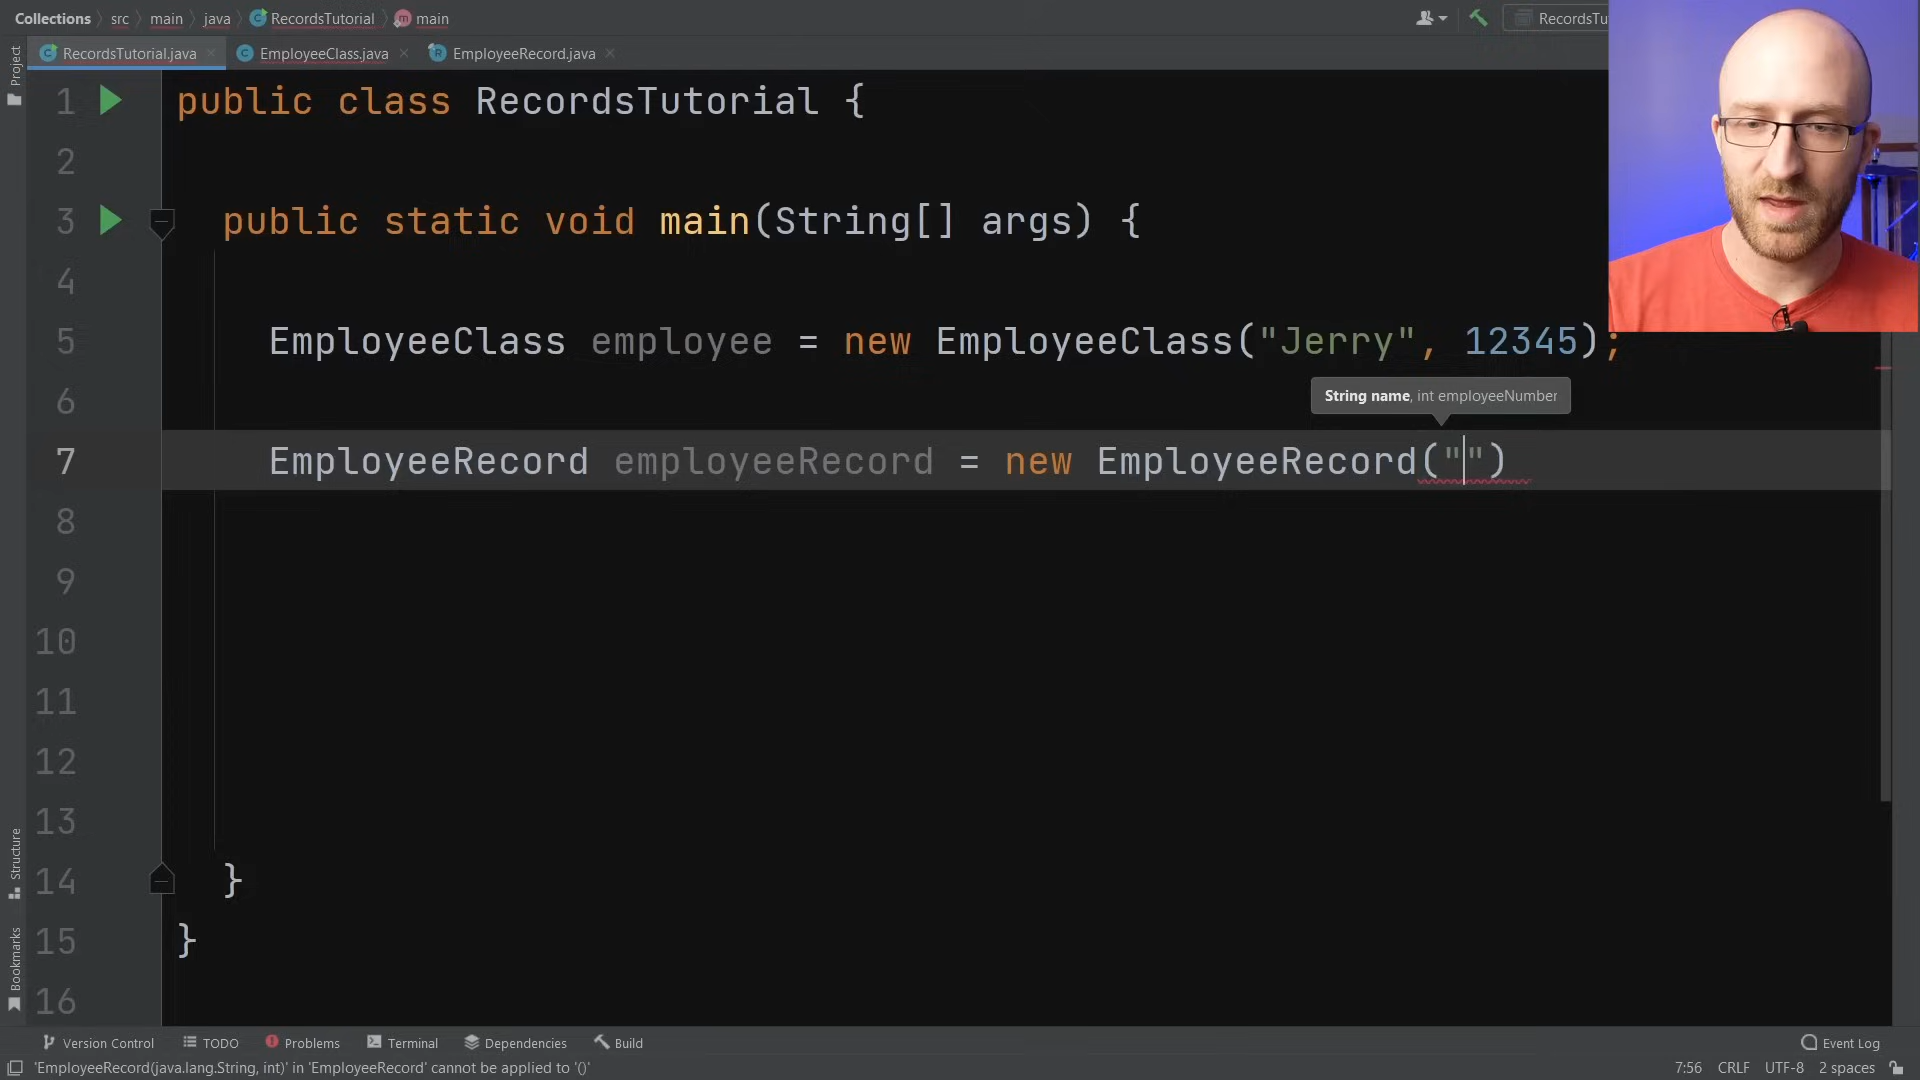 Collections src main java RecordsTutorial main
RecordsTu
RecordsTutorial.java EmployeeClass.java EmployeeRecord.java
Project
1 public class RecordsTutorial {
2
3 public static void main(String[] args) {
4
5 EmployeeClass employee = new EmployeeClass("Jerry", 12345);
6
String name, int employeeNumber
7 EmployeeRecord employeeRecord = new EmployeeRecord("")
8
9
10
11
12
13
14 }
15 }
16
Structure
Bookmarks
Version Control TODO Problems Terminal Dependencies Build Event Log
'EmployeeRecord(java.lang.String, int)' in 'EmployeeRecord' cannot be applied to '()' 7:56 CRLF UTF-8 2 spaces